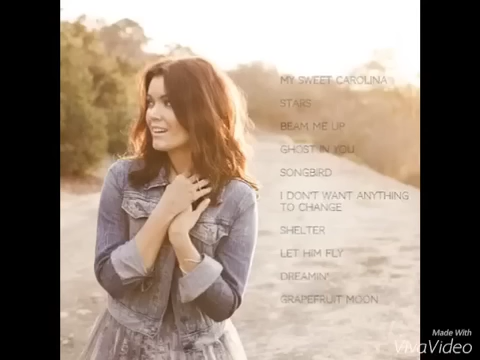 MY SWEET CAROLINA
STARS
BEAM ME UP
GHOST IN YOU
SONGBIRD
I DON'T WANT ANYTHING
TO CHANGE
SHELTER
LET HIM FLY
DREAMIN'
GRAPEFRUIT MOON
Made With
VivaVideo